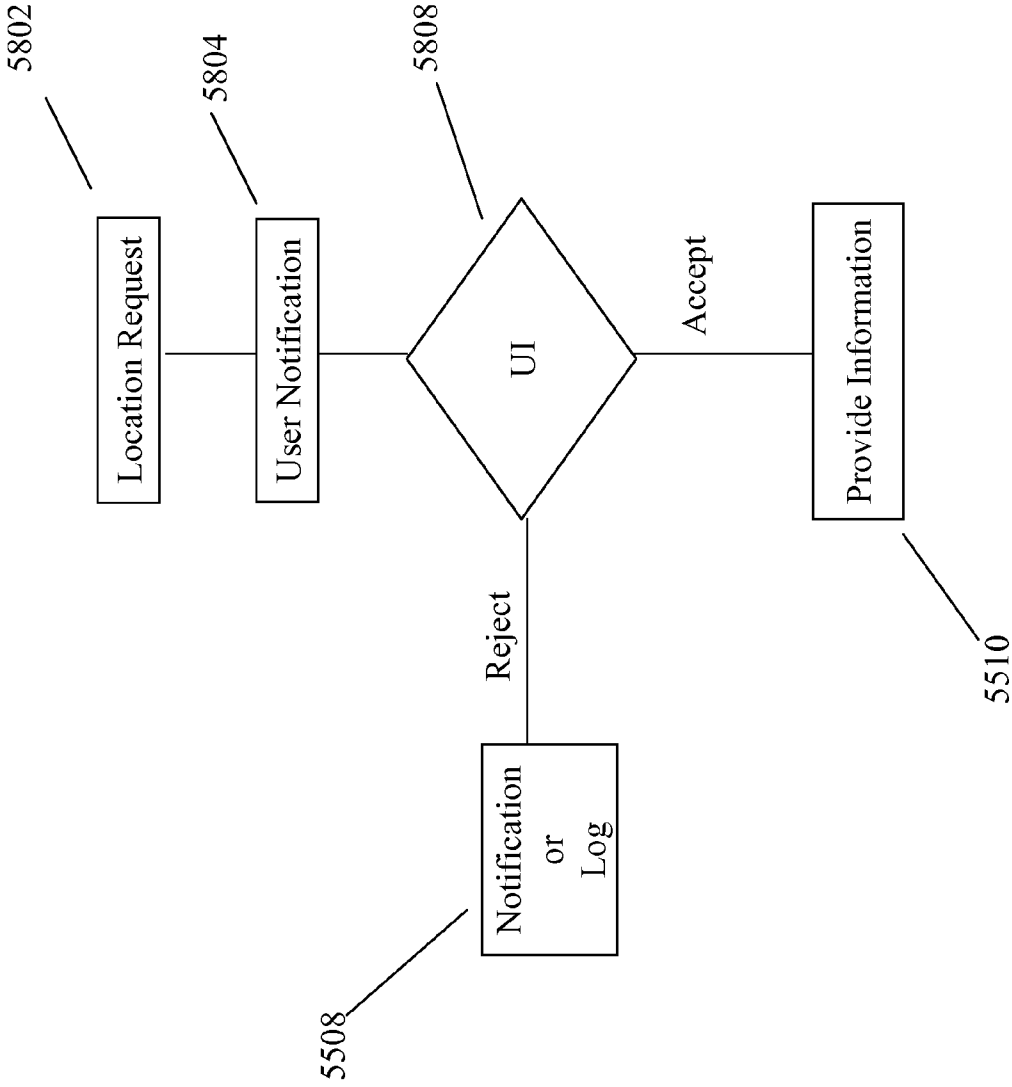 5802
Location Request
5804
User Notification
5808
UI
Reject
Accept
5508
Notification
or
Log
Provide Information
5510